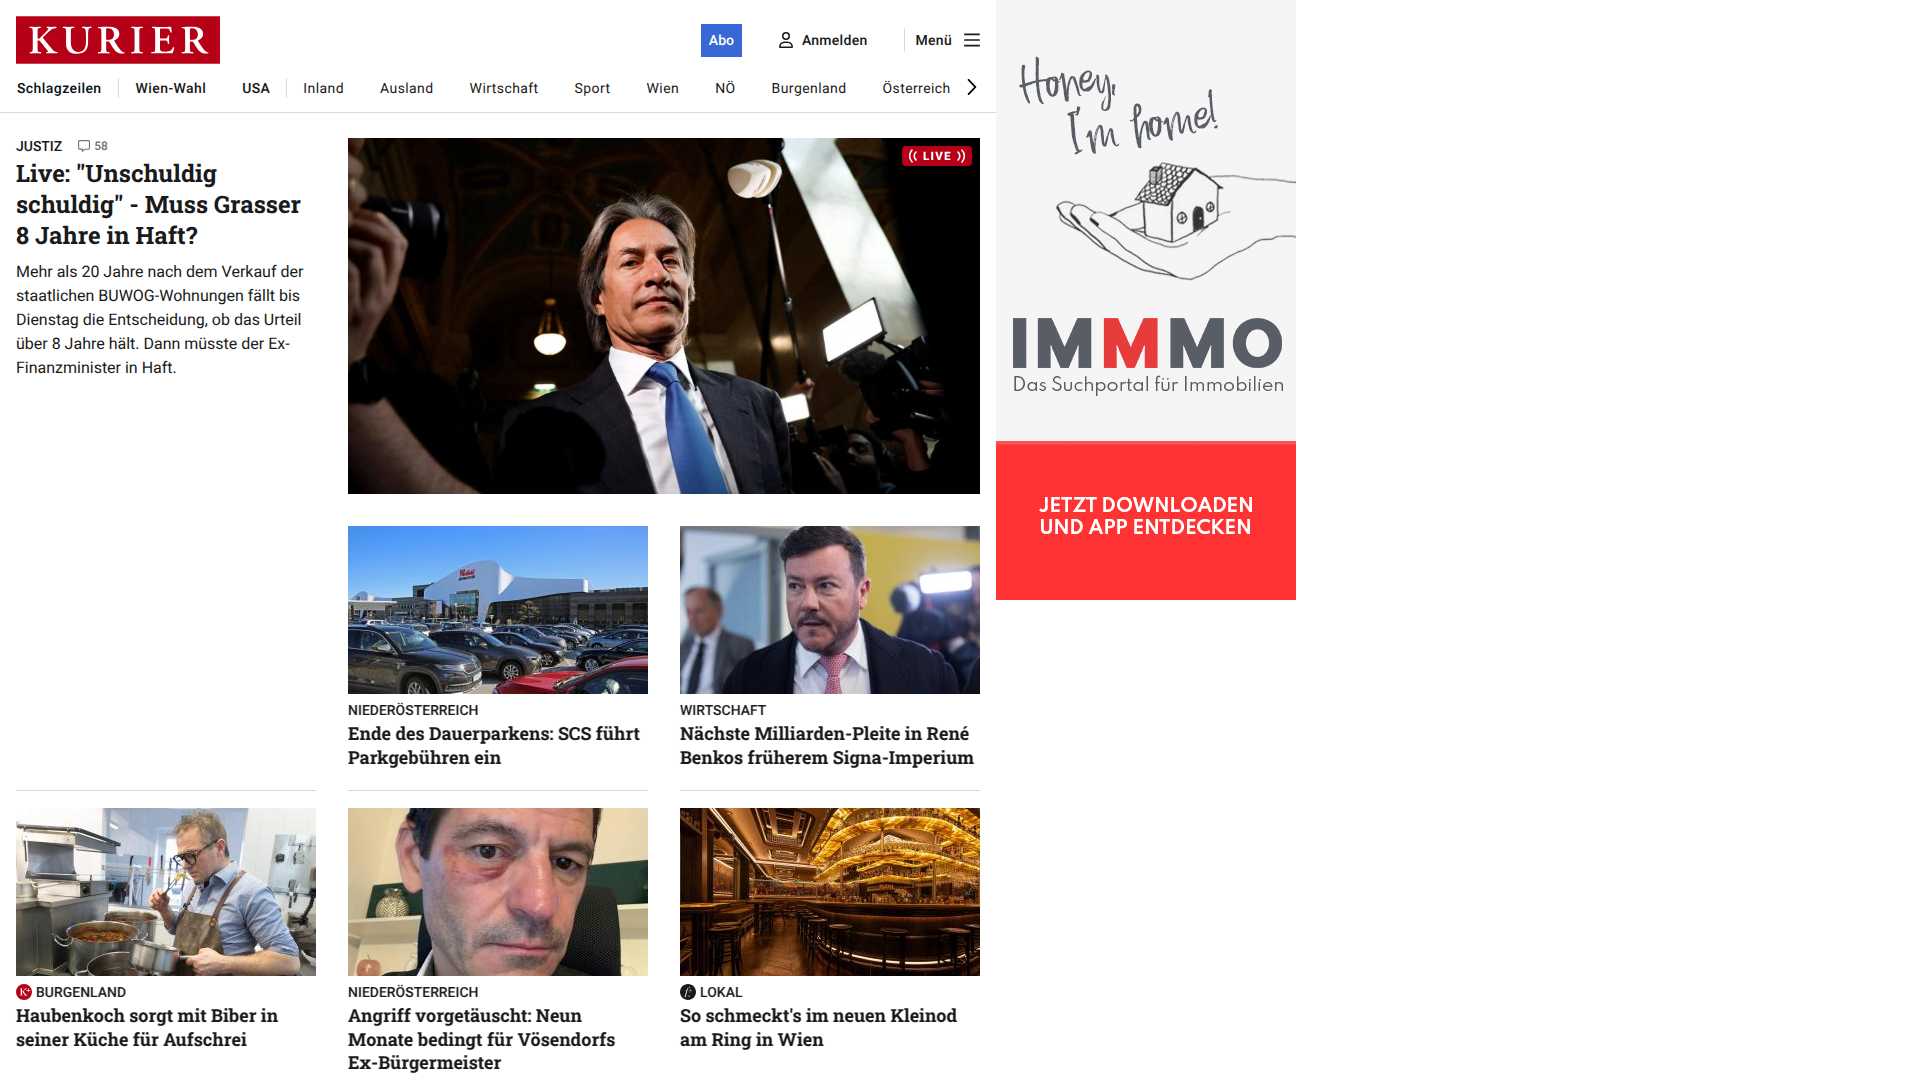 KURIER
Abo
Anmelden
Menü
Schlagzeilen
Wien-Wahl
USA
Inland
Ausland
Wirtschaft
Sport
Wien
NÖ
Burgenland
Österreich
JUSTIZ
58
Live: "Unschuldig
schuldig" - Muss Grasser
8 Jahre in Haft?
Mehr als 20 Jahre nach dem Verkauf der
staatlichen BUWOG-Wohnungen fällt bis
Dienstag die Entscheidung, ob das Urteil
über 8 Jahre hält. Dann müsste der Ex-
Finanzminister in Haft.
LIVE
NIEDERÖSTERREICH
Ende des Dauerparkens: SCS führt
Parkgebühren ein
WIRTSCHAFT
Nächste Milliarden-Pleite in René
Benkos früherem Signa-Imperium
K+ BURGENLAND
Haubenkoch sorgt mit Biber in
seiner Küche für Aufschrei
NIEDERÖSTERREICH
Angriff vorgetäuscht: Neun
Monate bedingt für Vösendorfs
Ex-Bürgermeister
LOKAL
So schmeckt's im neuen Kleinod
am Ring in Wien
Honey,
I'm home!
IMMMO
Das Suchportal für Immobilien
JETZT DOWNLOADEN
UND APP ENTDECKEN